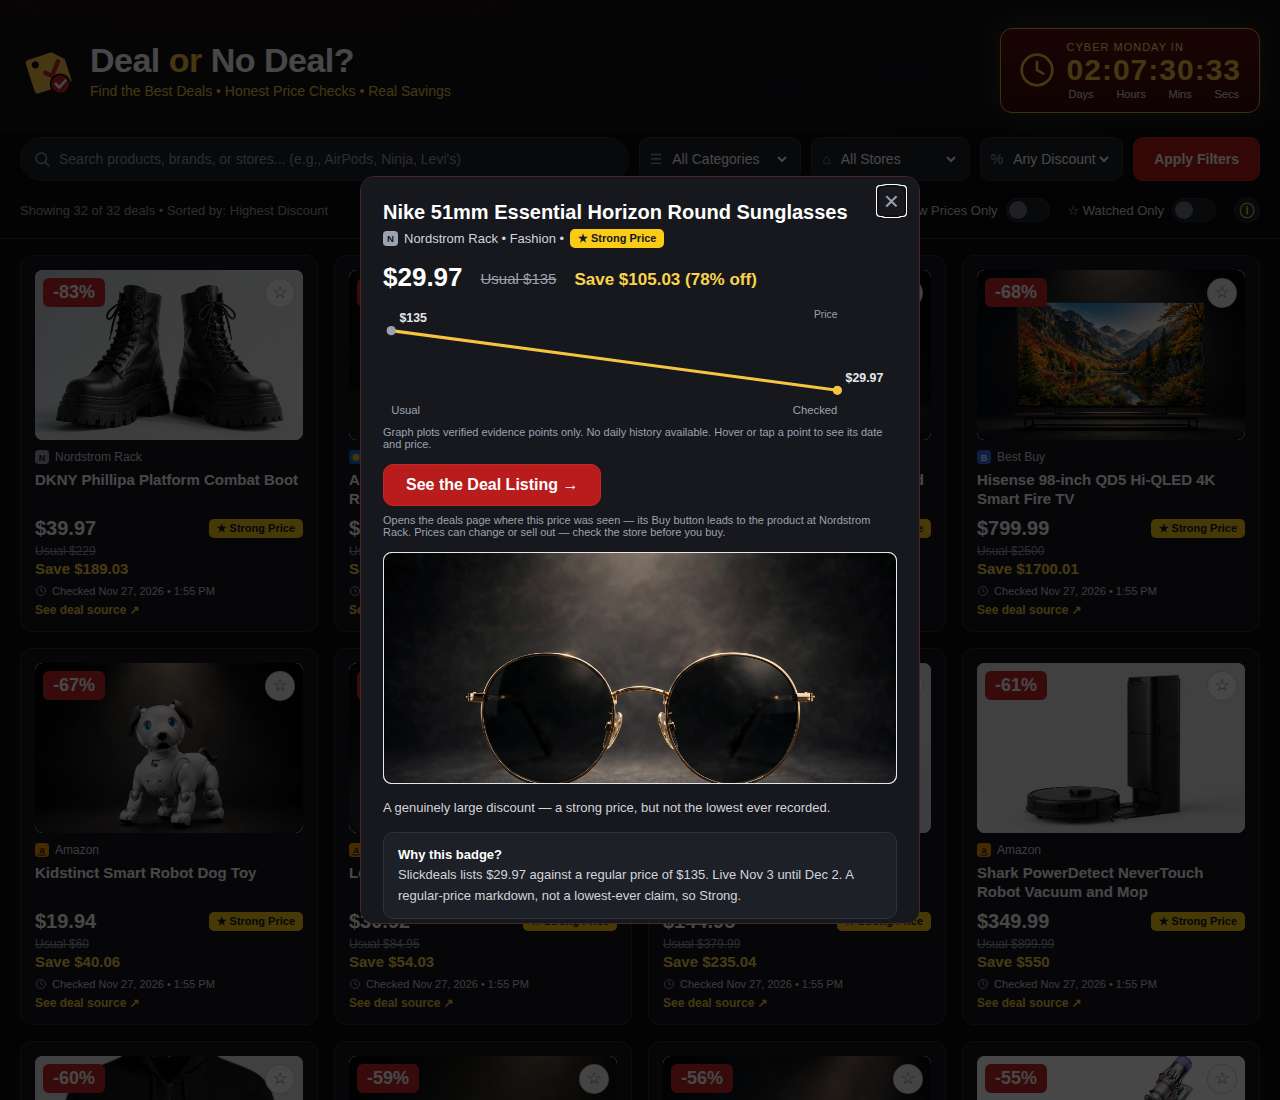 Deal or No Deal?
Find the Best Deals • Honest Price Checks • Real Savings
CYBER MONDAY IN
02:07:30:33
Days Hours Mins Secs
Search products, brands, or stores... (e.g., AirPods, Ninja, Levi's)
☰ All Categories
⌂ All Stores
% Any Discount
Apply Filters
Showing 32 of 32 deals • Sorted by: Highest Discount
Prices Only
☆ Watched Only
Nike 51mm Essential Horizon Round Sunglasses
N Nordstrom Rack • Fashion • ★ Strong Price
$29.97 Usual $135 Save $105.03 (78% off)
$135
Price
$29.97
Usual
Checked
Graph plots verified evidence points only. No daily history available. Hover or tap a point to see its date
and price.
See the Deal Listing →
Opens the deals page where this price was seen — its Buy button leads to the product at Nordstrom
Rack. Prices can change or sell out — check the store before you buy.
A genuinely large discount — a strong price, but not the lowest ever recorded.
Why this badge?
Slickdeals lists $29.97 against a regular price of $135. Live Nov 3 until Dec 2. A
regular-price markdown, not a lowest-ever claim, so Strong.
-83%
N Nordstrom Rack
DKNY Phillipa Platform Combat Boot
$39.97
★ Strong Price
Usual $229
Save $189.03
Checked Nov 27, 2026 • 1:55 PM
See deal source ↗
-68%
B Best Buy
Hisense 98-inch QD5 Hi-QLED 4K
Smart Fire TV
$799.99
★ Strong Price
Usual $2500
Save $1700.01
Checked Nov 27, 2026 • 1:55 PM
See deal source ↗
-67%
a Amazon
Kidstinct Smart Robot Dog Toy
$19.94
★ Strong Price
Usual $60
Save $40.06
Checked Nov 27, 2026 • 1:55 PM
See deal source ↗
Usual $84.95
Save $54.03
Checked Nov 27, 2026 • 1:55 PM
See deal source ↗
Usual $379.99
Save $235.04
Checked Nov 27, 2026 • 1:55 PM
See deal source ↗
-61%
a Amazon
Shark PowerDetect NeverTouch
Robot Vacuum and Mop
$349.99
★ Strong Price
Usual $899.99
Save $550
Checked Nov 27, 2026 • 1:55 PM
See deal source ↗
-60%
-59%
-56%
-55%